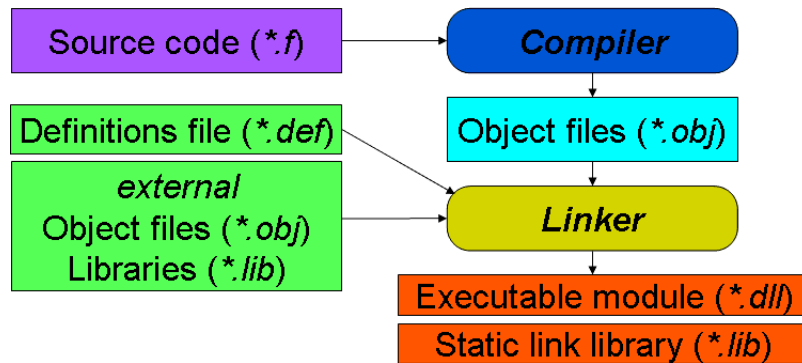 Source code (*.f)
Compiler
Definitions file (*.def)
Object files (*.obj)
external
Object files (*.obj)
Libraries (*.lib)
Linker
Executable module (*.dll)
Static link library (*.lib)